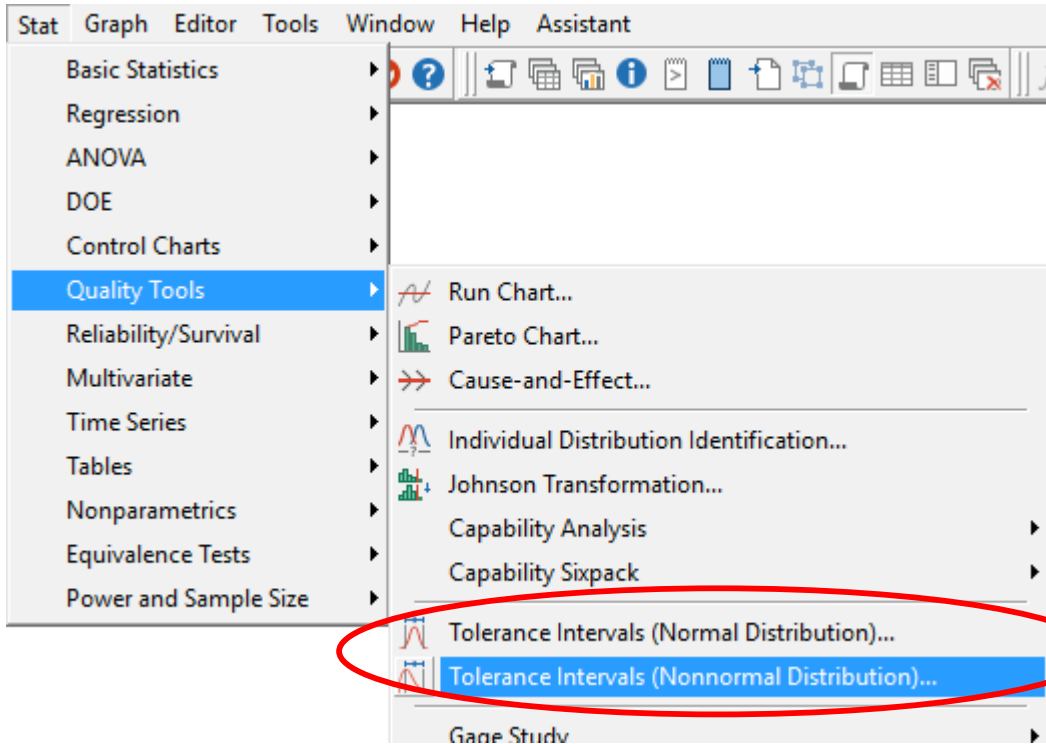 Stat Graph Editor Tools Window Help Assistant
Basic Statistics
Regression
ANOVA
DOE
Control Charts
Quality Tools
Reliability/Survival
Multivariate
Time Series
Tables
Nonparametrics
Equivalence Tests
Power and Sample Size
Run Chart...
Pareto Chart...
Cause-and-Effect...
Individual Distribution Identification...
Johnson Transformation...
Capability Analysis
Capability Sixpack
Tolerance Intervals (Normal Distribution)...
Tolerance Intervals (Nonnormal Distribution)...
Gage Study